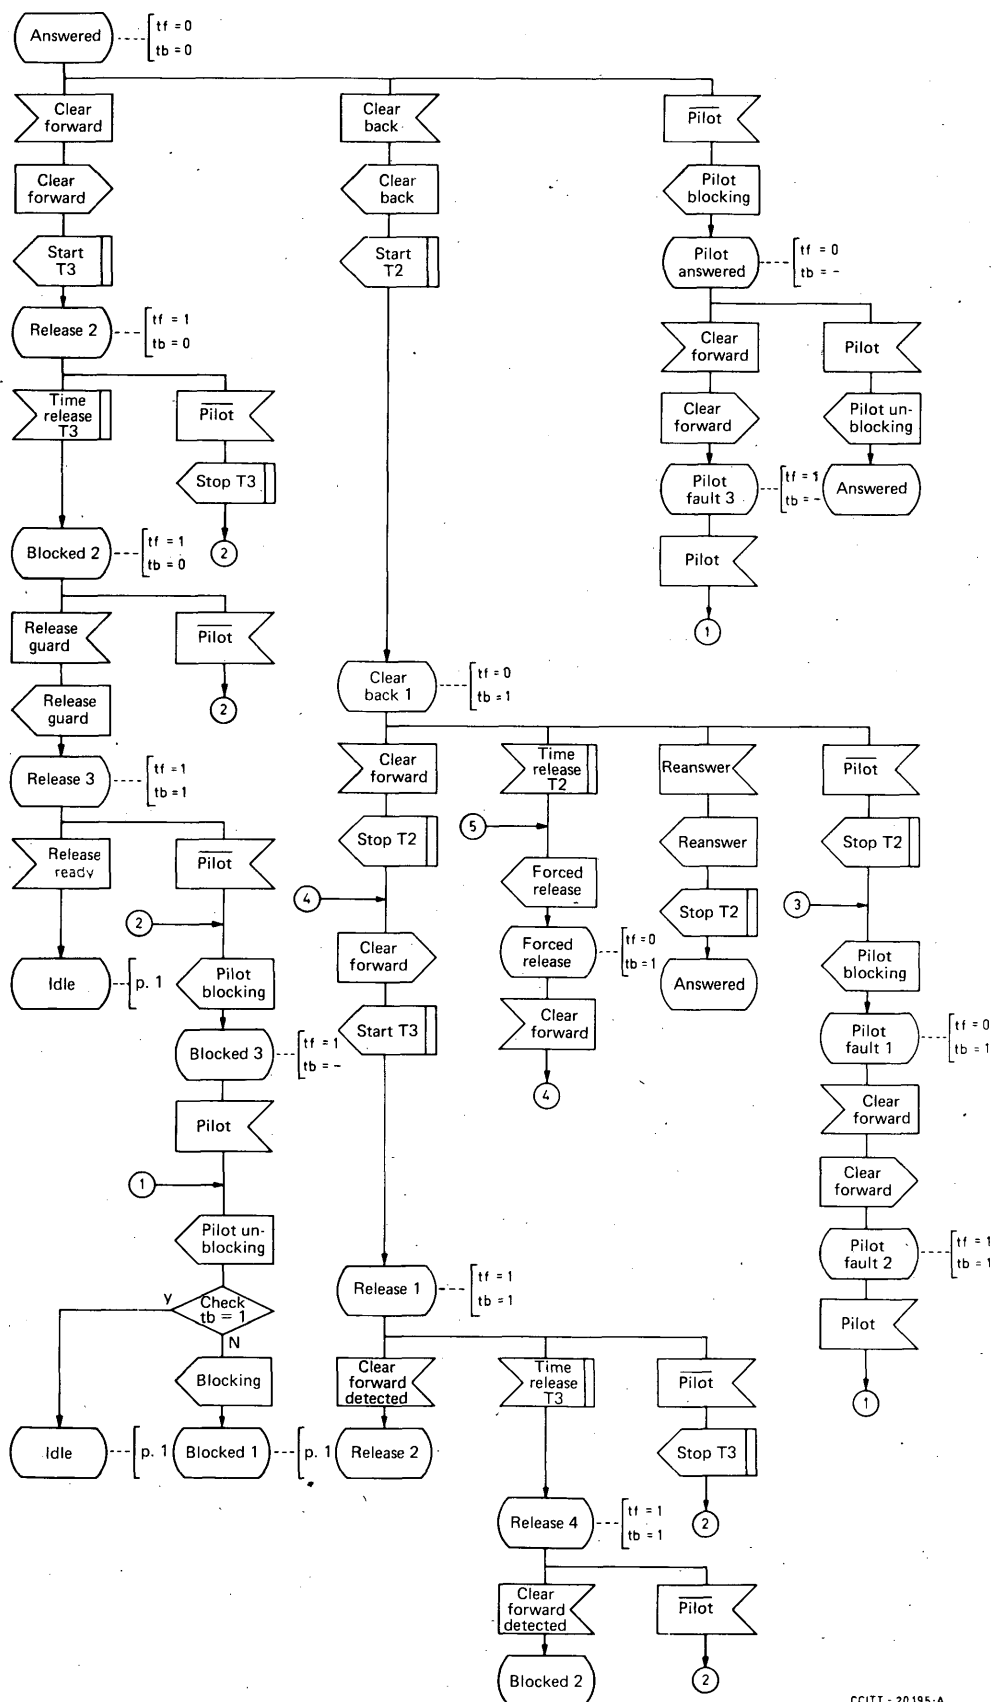 Answered
tf = 0
tb = 0
Clear
forward
Clear
back
Pilot
Clear
forward
Clear
back
Pilot
blocking
Start
T3
Start
T2
Pilot
answered
tf = 0
tb = -
Release 2
tf = 1
tb = 0
Clear
forward
Pilot
Time
release
T3
Pilot
Clear
forward
Pilot un-
blocking
Stop T3
Pilot
fault 3
tf = 1
tb = -
Answered
Blocked 2
tf = 1
tb = 0
2
Pilot
Release
guard
Pilot
1
Release
guard
2
Clear
back 1
tf = 0
tb = 1
Release 3
tf = 1
tb = 1
Clear
forward
Time
release
T2
Reanswer
Pilot
Release
ready
Pilot
Stop T2
5
Reanswer
Stop T2
2
4
Forced
release
Stop T2
3
Idle
p. 1
Pilot
blocking
Clear
forward
Forced
release
tf = 0
tb = 1
Answered
Pilot
blocking
Blocked 3
tf = 1
tb = -
Start T3
Clear
forward
Pilot
fault 1
tf = 0
tb = 1
Pilot
4
Clear
forward
1
Clear
forward
Pilot un-
blocking
Pilot
fault 2
tf = 1
tb = 1
y
Check
tb = 1
N
Release 1
tf = 1
tb = 1
Pilot
Blocking
Clear
forward
detected
Time
release
T3
Pilot
1
Idle
p. 1
Blocked 1
p. 1
Release 2
Stop T3
Release 4
tf = 1
tb = 1
2
Clear
forward
detected
Pilot
Blocked 2
2
CCITT - 20195-A